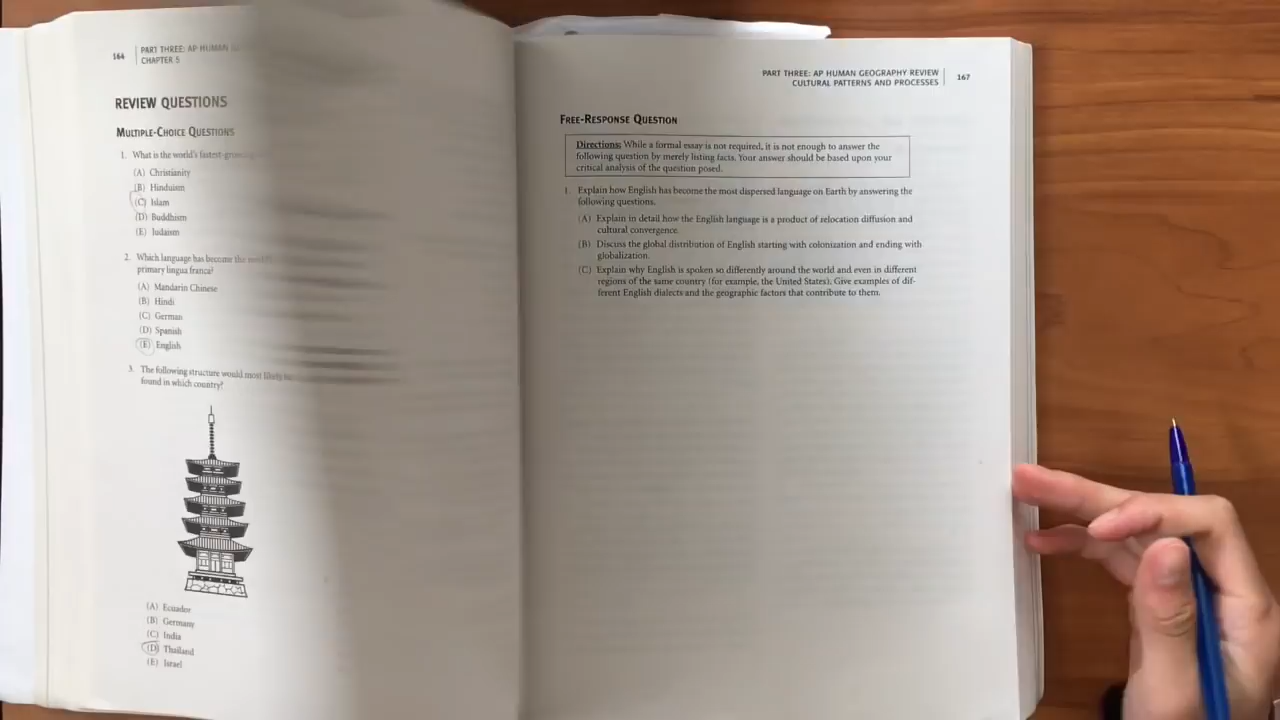 164
PART THREE: AP HUMAN
CHAPTER 5
REVIEW QUESTIONS
MULTIPLE-CHOICE QUESTIONS
1. What is the world's fastest-growing
(A) Christianity
(B) Hinduism
(C) Islam
(D) Buddhism
(E) Judaism
2. Which language has become the
primary lingua franca?
(A) Mandarin Chinese
(B) Hindi
(C) German
(D) Spanish
(E) English
3. The following structure would most likely
found in which country?
(A) Ecuador
(B) Germany
(C) India
(D) Thailand
(E) Israel
PART THREE: AP HUMAN GEOGRAPHY REVIEW
CULTURAL PATTERNS AND PROCESSES
167
FREE-RESPONSE QUESTION
Directions: While a formal essay is not required, it is not enough to answer the
following question by merely listing facts. Your answer should be based upon your
critical analysis of the question posed.
1. Explain how English has become the most dispersed language on Earth by answering the
following questions.
(A) Explain in detail how the English language is a product of relocation diffusion and
cultural convergence.
(B) Discuss the global distribution of English starting with colonization and ending with
globalization.
(C) Explain why English is spoken so differently around the world and even in different
regions of the same country (for example, the United States). Give examples of dif-
ferent English dialects and the geographic factors that contribute to them.